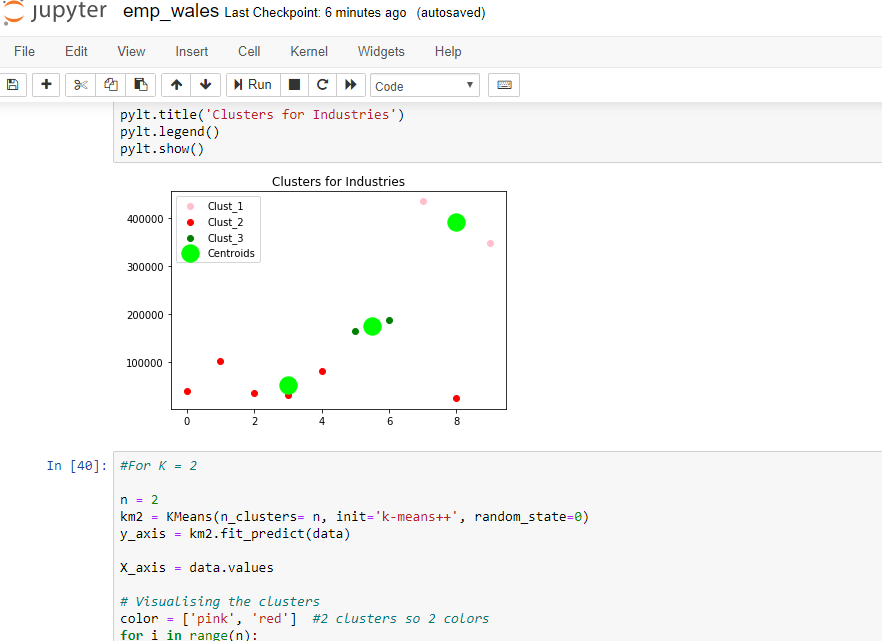 jupyter emp_wales Last Checkpoint: 6 minutes ago (autosaved)
File Edit View Insert Cell Kernel Widgets Help
Run Code
pylt.title('Clusters for Industries')
pylt.legend()
pylt.show()
Clusters for Industries
Clust_1
Clust_2
Clust_3
Centroids
400000
300000
200000
100000
0 2 4 6 8
In [40]: #For K = 2
n = 2
km2 = KMeans(n_clusters= n, init='k-means++', random_state=0)
y_axis = km2.fit_predict(data)
X_axis = data.values
# Visualising the clusters
color = ['pink', 'red']  #2 clusters so 2 colors
for i in range(n):